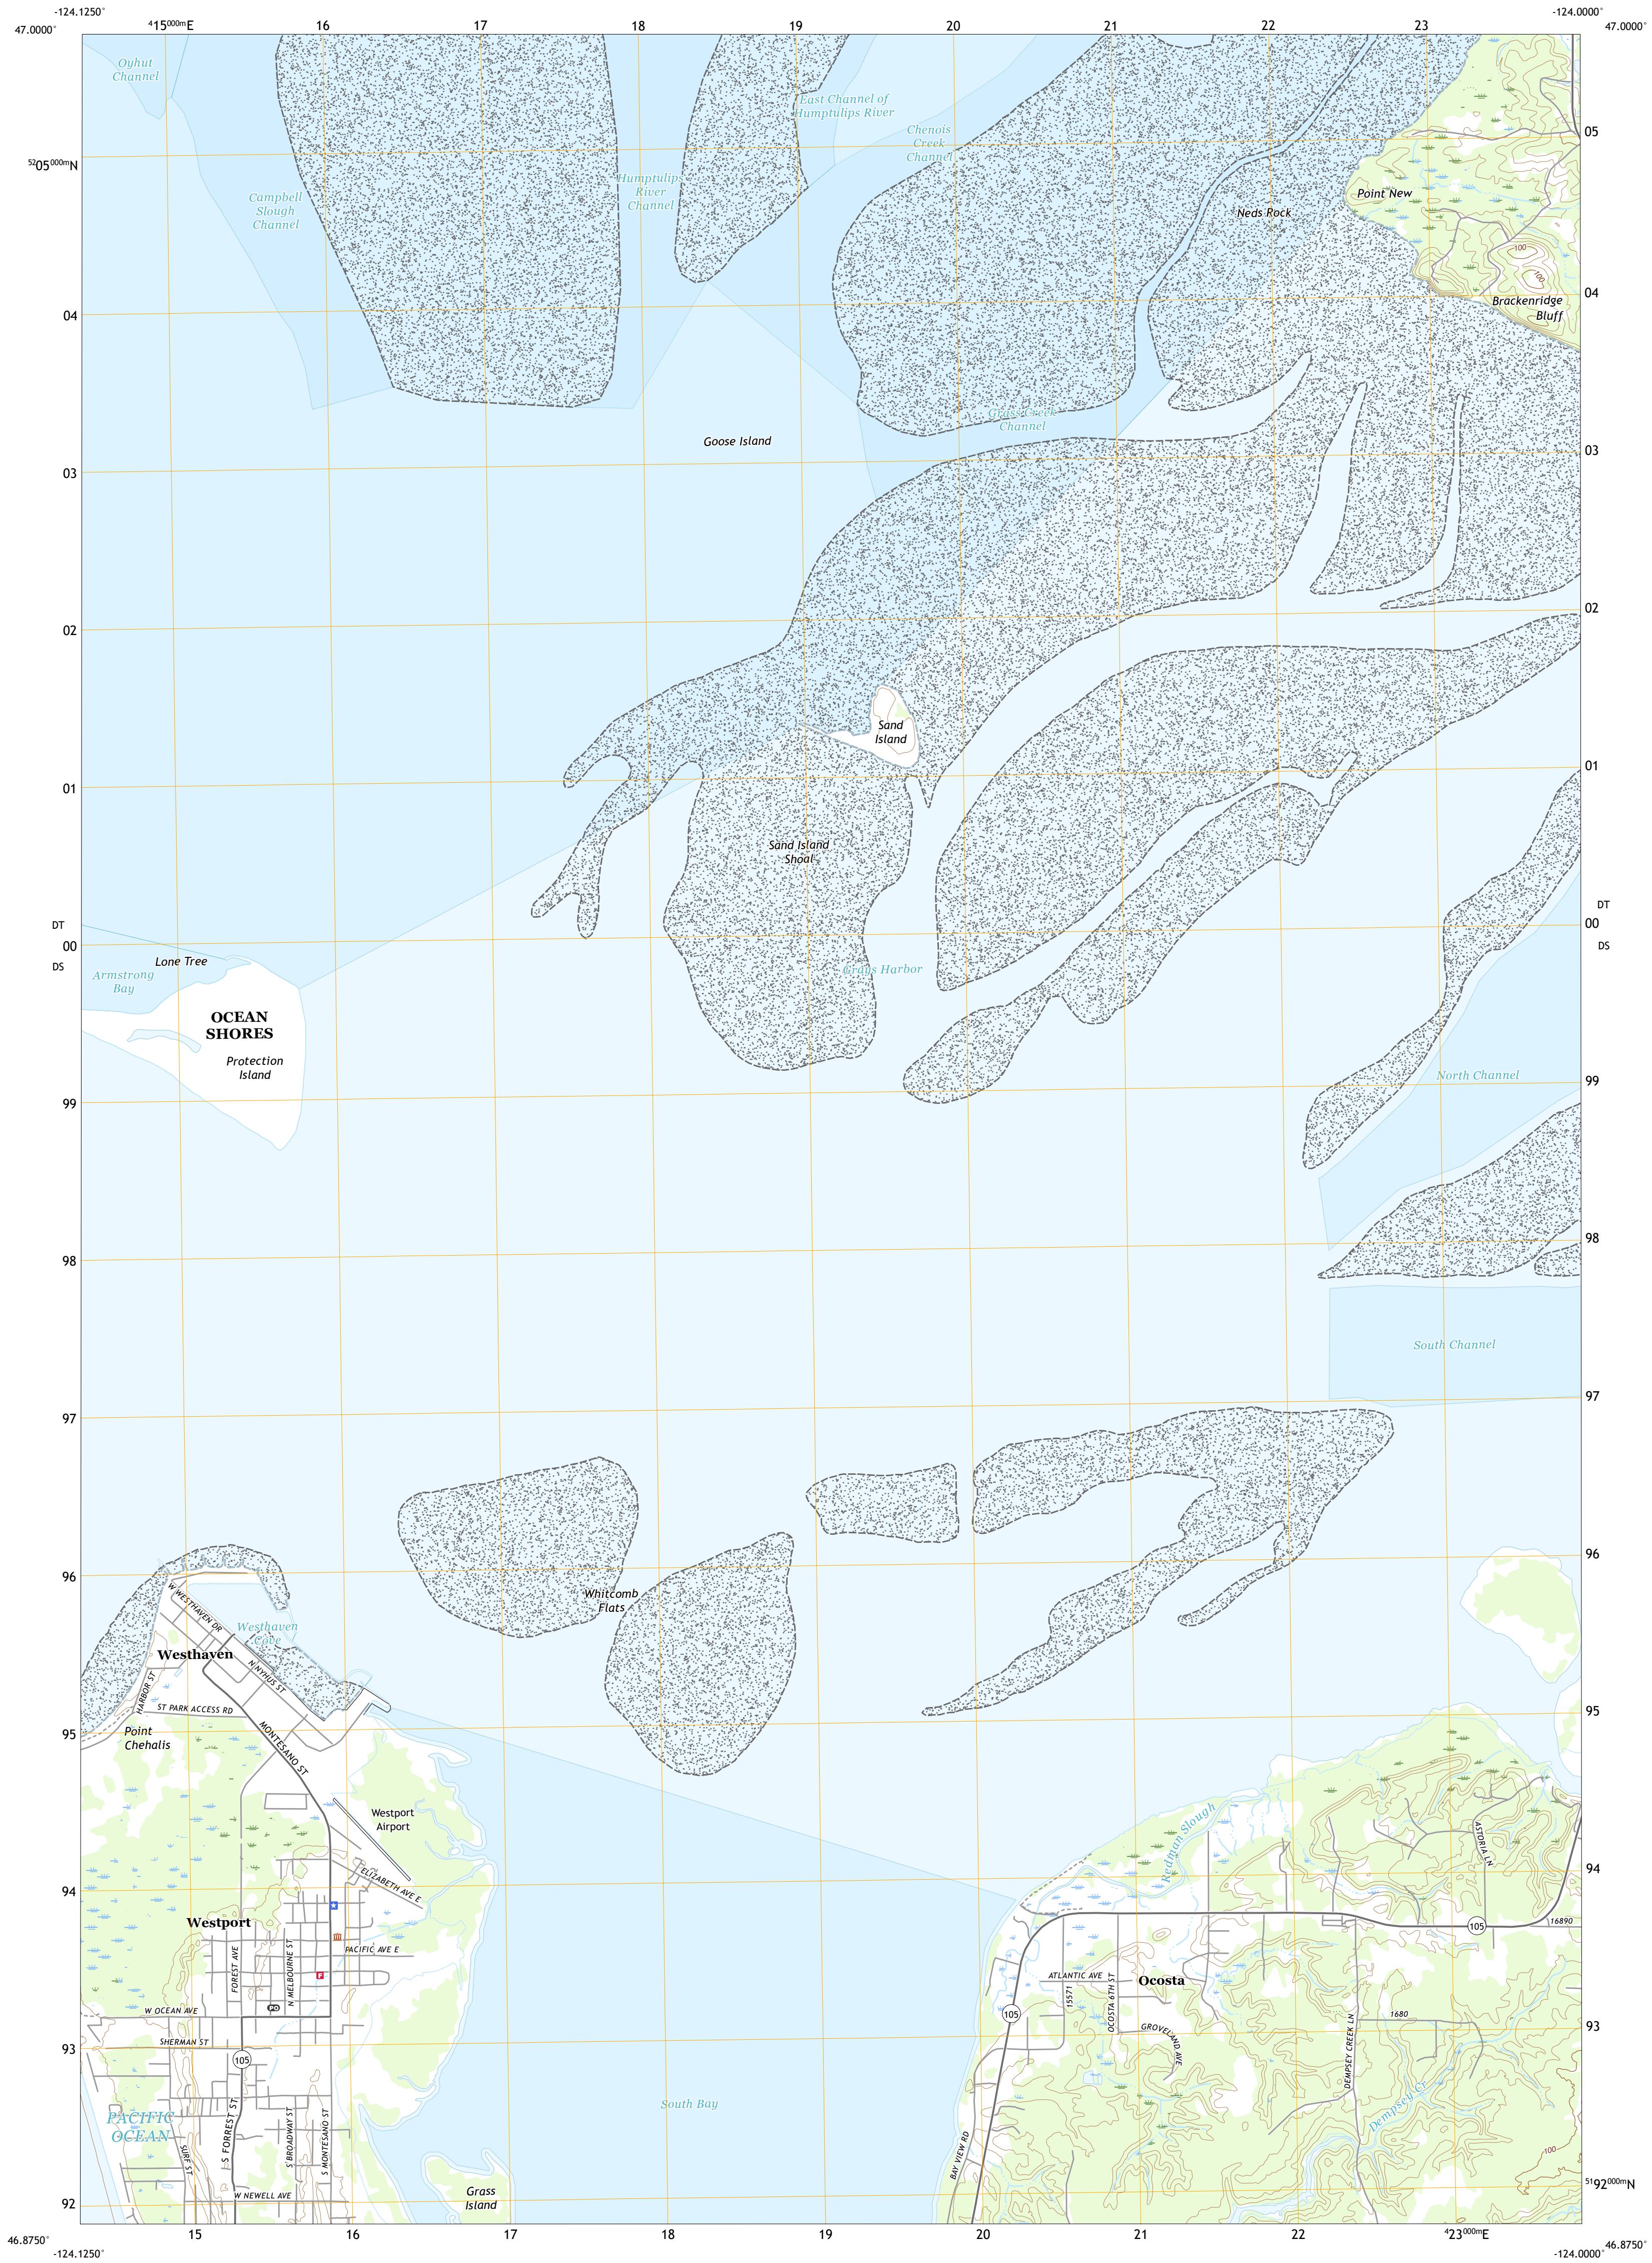 -124.1250°
-124.0000°
47.0000°
⁴15⁰⁰⁰ᵐE
16
17
18
19
20
21
22
23
47.0000°
Oyhut
Channel
East Channel of
Humptulips River
Chenois
Creek
Channel
05
⁵²05⁰⁰⁰ᵐN
Campbell
Slough
Channel
Humptulips
River
Channel
Point New
Neds Rock
100
100
04
04
Brackenridge
Bluff
Grass Creek
Channel
Goose Island
03
03
02
02
Sand
Island
01
01
Sand Island
Shoal
DT
00
DS
DT
00
DS
Lone Tree
Armstrong
Bay
Grays Harbor
OCEAN
SHORES
Protection
Island
North Channel
99
99
98
98
South Channel
97
97
96
96
Whitcomb
Flats
W WESTHAVEN DR
Westhaven
Cove
Westhaven
N NYHUS ST
HARBOR ST
ST PARK ACCESS RD
95
95
Point
Chehalis
MONTESANO ST
Westport
Airport
Redman Slough
ASTORIA LN
94
94
ELIZABETH AVE E
Westport
105
16890
PACIFIC AVE E
FOREST AVE
N MELBOURNE ST
F
PO
ATLANTIC AVE
Ocosta
15571
OCOSTA 6TH ST
W OCEAN AVE
105
1680
SHERMAN ST
GROVELAND AVE
DEMPSEY CREEK LN
93
93
105
South Bay
Dempsey Cr
PACIFIC
OCEAN
S FORREST ST
S BROADWAY ST
S MONTESANO ST
SURF ST
BAY VIEW RD
100
W NEWELL AVE
Grass
Island
92
⁵¹92⁰⁰⁰ᵐN
46.8750°
15
16
17
18
19
20
21
22
⁴23⁰⁰⁰ᵐE
46.8750°
-124.1250°
-124.0000°